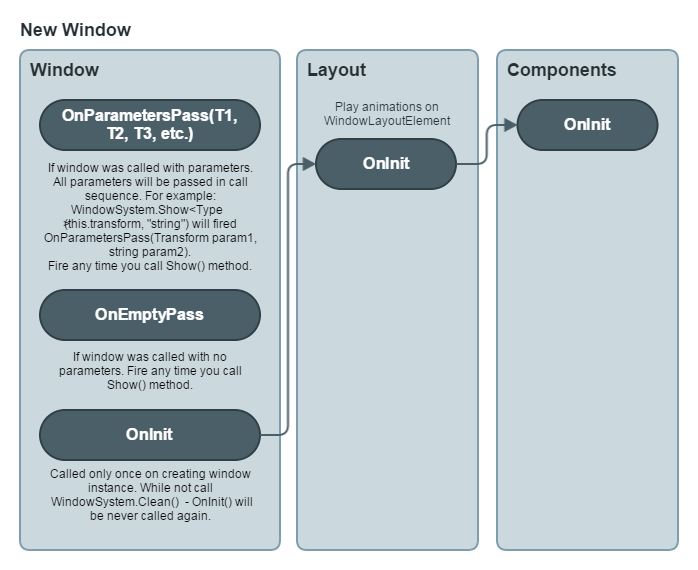 New Window
Window
OnParametersPass(T1,
T2, T3, etc.)
If window was called with parameters.
All parameters will be passed in call
sequence. For example:
WindowSystem.Show<Type
(this.transform, "string") will fired
OnParametersPass(Transform param1,
string param2).
Fire any time you call Show() method.
OnEmptyPass
If window was called with no
parameters. Fire any time you call
Show() method.
OnInit
Called only once on creating window
instance. While not call
WindowSystem.Clean()  - OnInit() will
be never called again.
Layout
Play animations on
WindowLayoutElement
OnInit
Components
OnInit